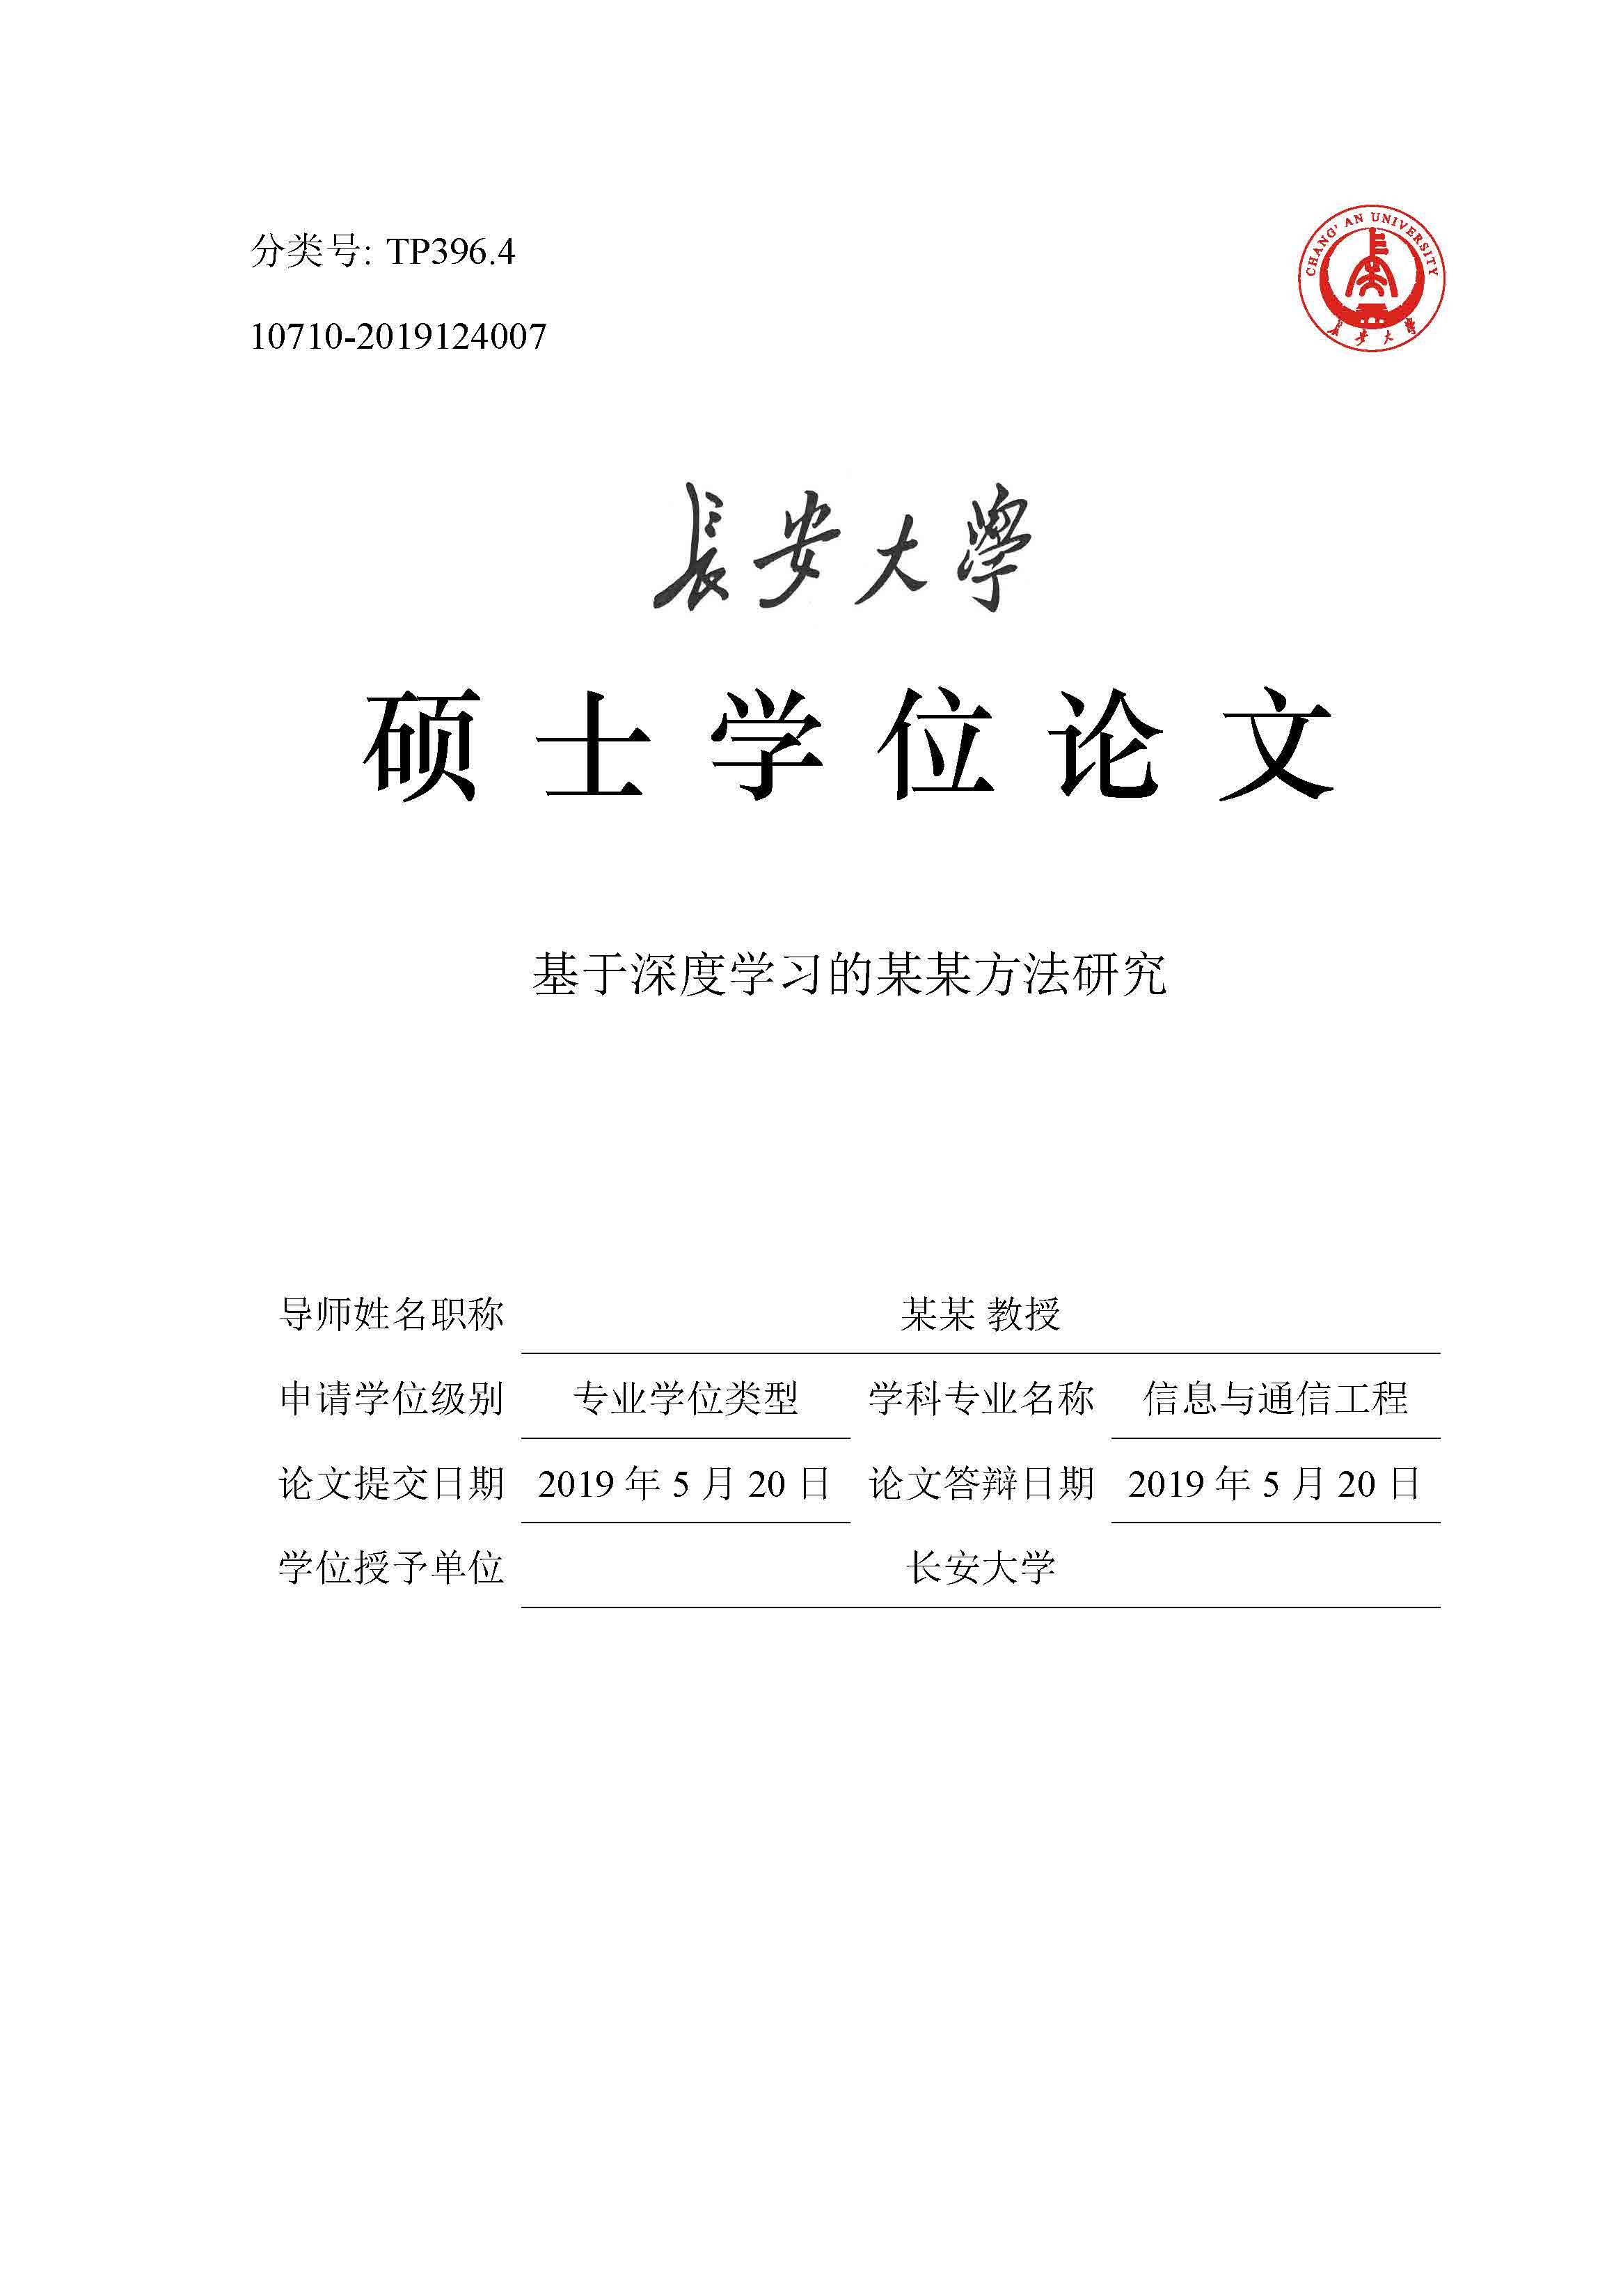 分类号: TP396.4
CHANG' AN UNIVERSITY
長安大學
10710-2019124007
長安大學
硕士学位论文
基于深度学习的某某方法研究
导师姓名职称 某某 教授
申请学位级别 专业学位类型 学科专业名称 信息与通信工程
论文提交日期 2019 年 5 月 20 日 论文答辩日期 2019 年 5 月 20 日
学位授予单位 长安大学